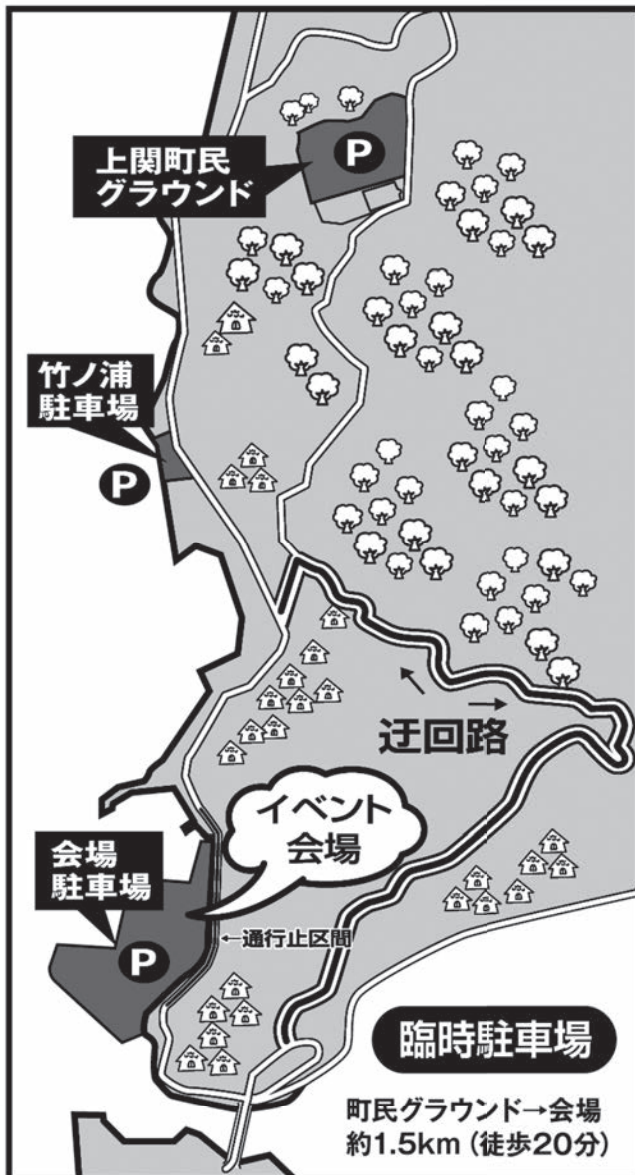 P
上関町民
グラウンド
竹ノ浦
駐車場
P
迂回路
イベント
会場
会場
駐車場
←通行止区間
P
臨時駐車場
町民グラウンド→会場
約1.5km（徒歩20分）